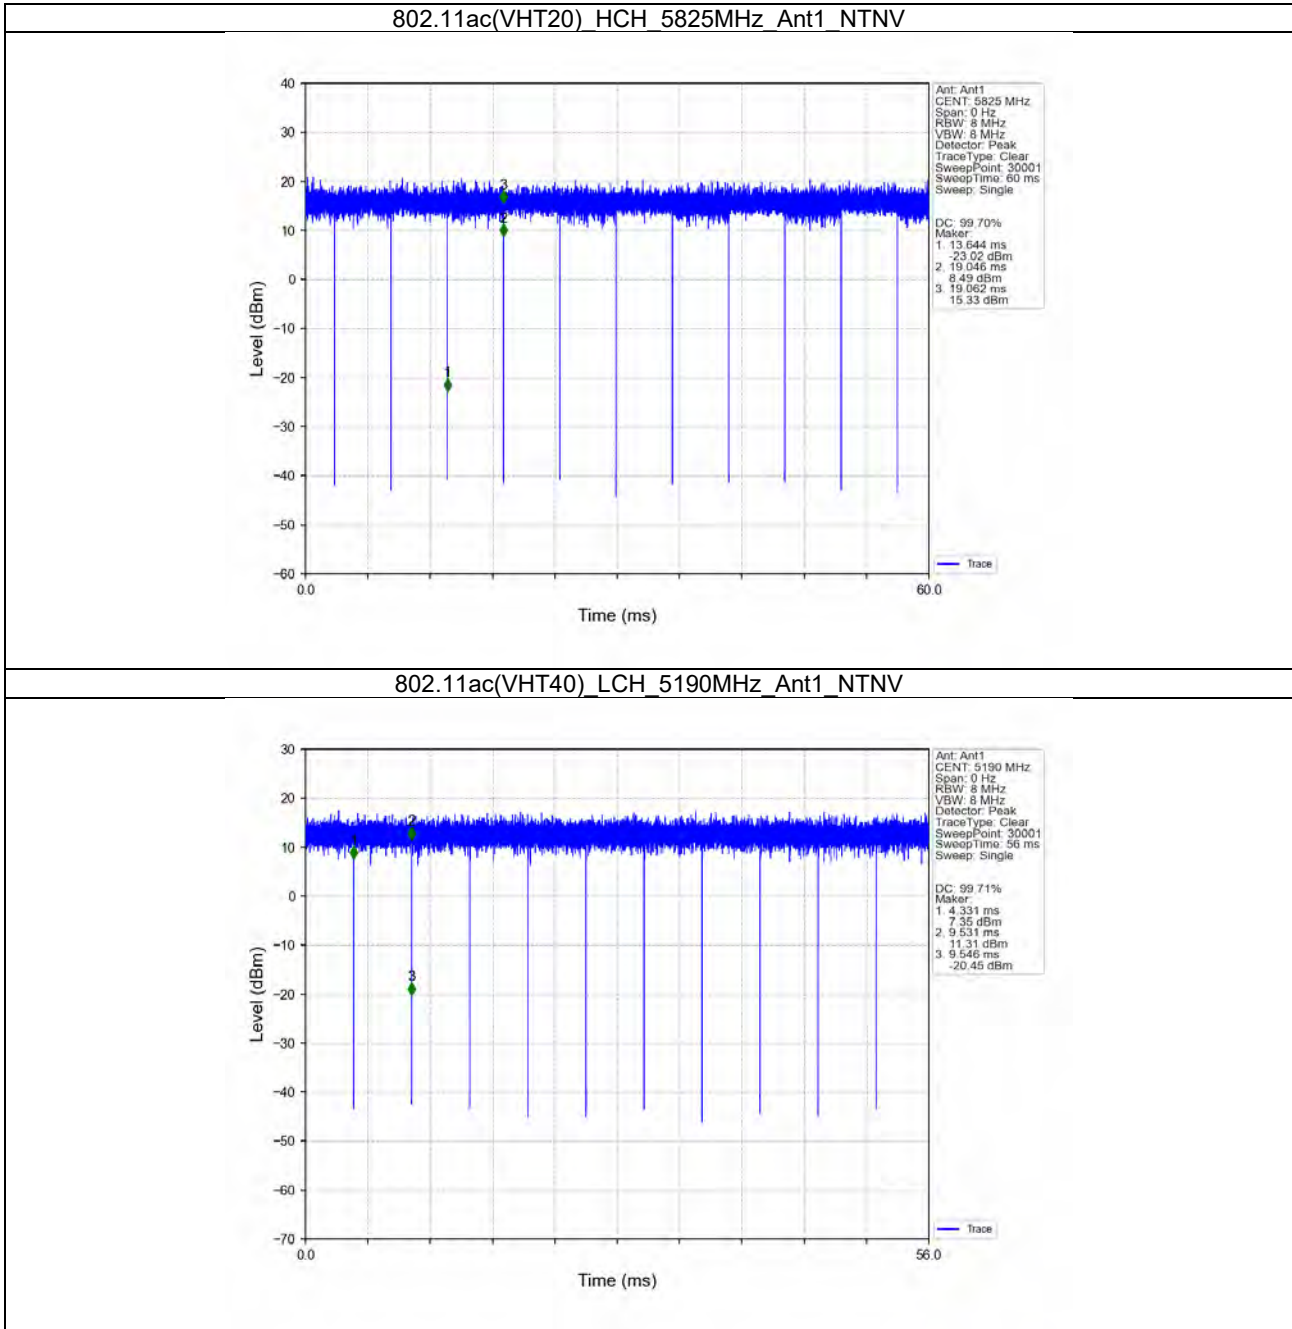 802.11ac(VHT20)_HCH_5825MHz_Ant1_NTNV
40
30
20
10
0
−10
−20
−30
−40
−50
−60
Level (dBm)
0.0
60.0
Time (ms)
1
2
3
Ant: Ant1
CENT: 5825 MHz
Span: 0 Hz
RBW: 8 MHz
VBW: 8 MHz
Detector: Peak
TraceType: Clear
SweepPoint: 30001
SweepTime: 60 ms
Sweep: Single
DC: 99.70%
Maker:
1. 13.644 ms
-23.02 dBm
2. 19.046 ms
8.49 dBm
3. 19.062 ms
15.33 dBm
Trace
802.11ac(VHT40)_LCH_5190MHz_Ant1_NTNV
30
20
10
0
−10
−20
−30
−40
−50
−60
−70
Level (dBm)
0.0
56.0
Time (ms)
1
2
3
Ant: Ant1
CENT: 5190 MHz
Span: 0 Hz
RBW: 8 MHz
VBW: 8 MHz
Detector: Peak
TraceType: Clear
SweepPoint: 30001
SweepTime: 56 ms
Sweep: Single
DC: 99.71%
Maker:
1. 4.331 ms
7.35 dBm
2. 9.531 ms
11.31 dBm
3. 9.546 ms
-20.45 dBm
Trace